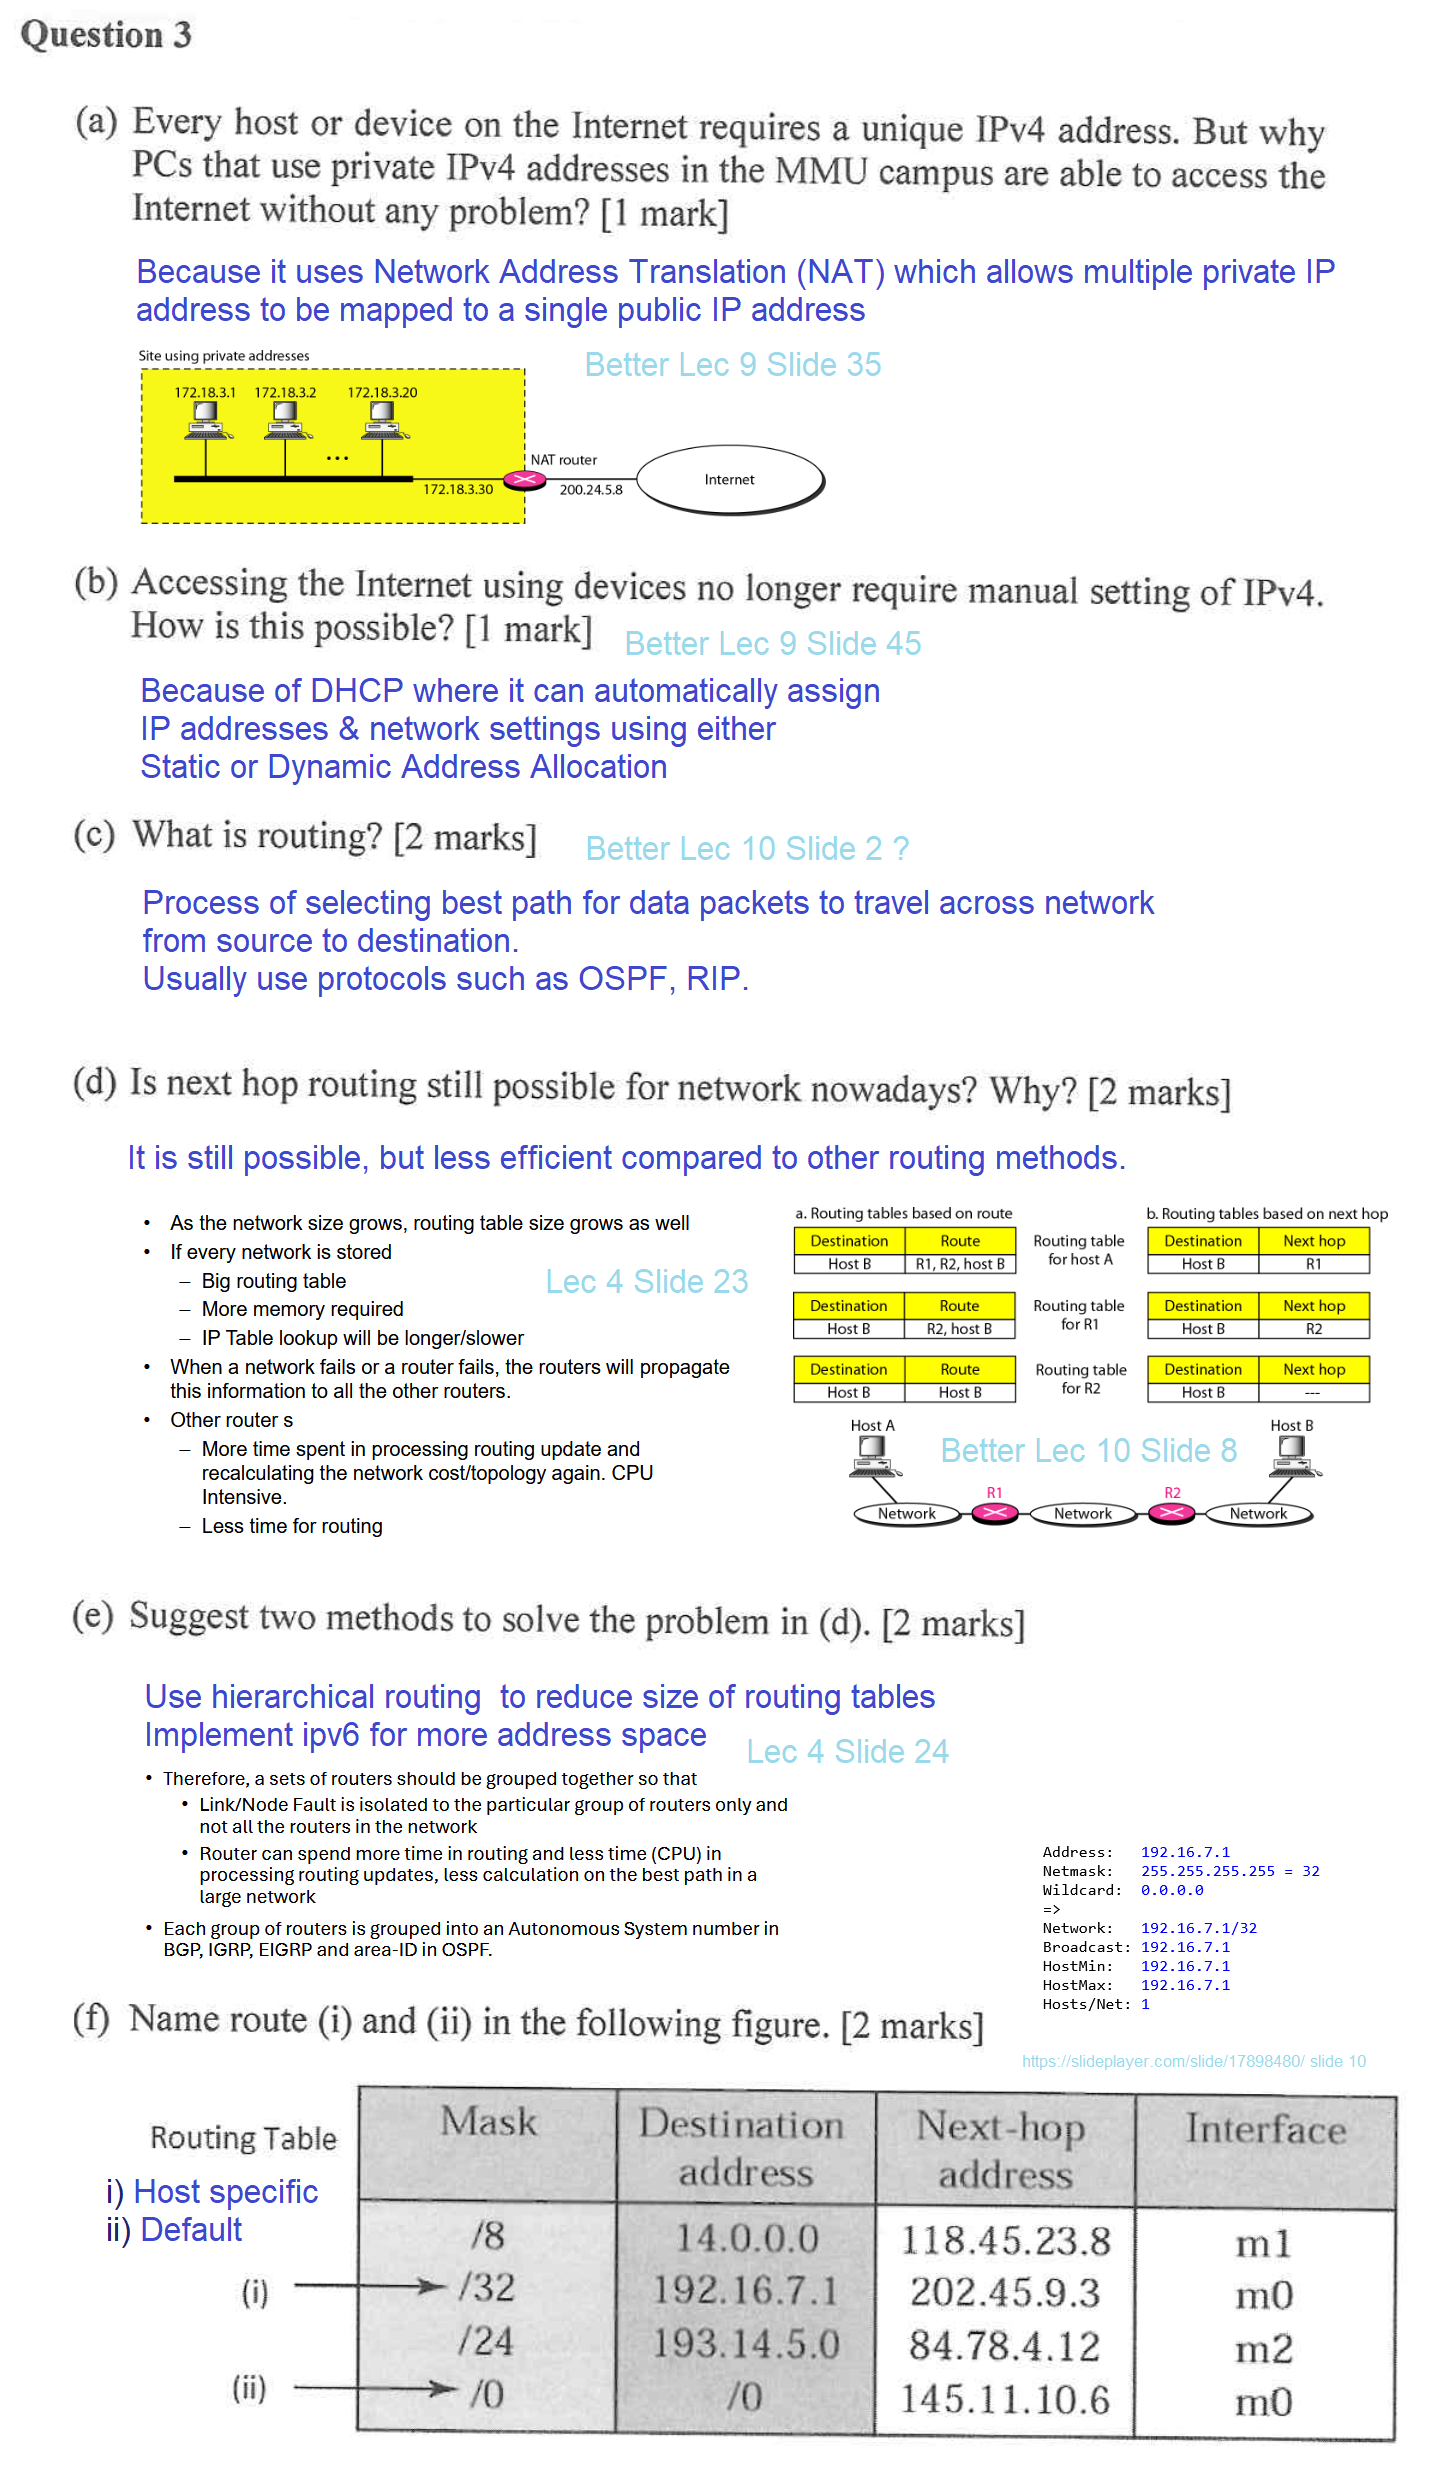 Question 3
(a) Every host or device on the Internet requires a unique IPv4 address. But why
PCs that use private IPv4 addresses in the MMU campus are able to access the
Internet without any problem? [1 mark]
Because it uses Network Address Translation (NAT) which allows multiple private IP
address to be mapped to a single public IP address
Better Lec 9 Slide 35
Site using private addresses
172.18.3.1 172.18.3.2 172.18.3.20
...
NAT router
172.18.3.30 200.24.5.8
Internet
(b) Accessing the Internet using devices no longer require manual setting of IPv4.
How is this possible? [1 mark]
Better Lec 9 Slide 45
Because of DHCP where it can automatically assign
IP addresses & network settings using either
Static or Dynamic Address Allocation
(c) What is routing? [2 marks]
Better Lec 10 Slide 2 ?
Process of selecting best path for data packets to travel across network
from source to destination.
Usually use protocols such as OSPF, RIP.
(d) Is next hop routing still possible for network nowadays? Why? [2 marks]
It is still possible, but less efficient compared to other routing methods.
• As the network size grows, routing table size grows as well
• If every network is stored
– Big routing table
– More memory required
– IP Table lookup will be longer/slower
• When a network fails or a router fails, the routers will propagate
this information to all the other routers.
• Other router s
– More time spent in processing routing update and
recalculating the network cost/topology again. CPU
Intensive.
– Less time for routing
Lec 4 Slide 23
a. Routing tables based on route
b. Routing tables based on next hop
Destination Route
Host B R1, R2, host B
Routing table
for host A
Destination Next hop
Host B R1
Destination Route
Host B R2, host B
Routing table
for R1
Destination Next hop
Host B R2
Destination Route
Host B Host B
Routing table
for R2
Destination Next hop
Host B ---
Host A
Host B
Better Lec 10 Slide 8
R1 R2
Network Network Network
(e) Suggest two methods to solve the problem in (d). [2 marks]
Use hierarchical routing to reduce size of routing tables
Implement ipv6 for more address space
Lec 4 Slide 24
• Therefore, a sets of routers should be grouped together so that
• Link/Node Fault is isolated to the particular group of routers only and
not all the routers in the network
• Router can spend more time in routing and less time (CPU) in
processing routing updates, less calculation on the best path in a
large network
• Each group of routers is grouped into an Autonomous System number in
BGP, IGRP, EIGRP and area-ID in OSPF.
Address: 192.16.7.1
Netmask: 255.255.255.255 = 32
Wildcard: 0.0.0.0
=>
Network: 192.16.7.1/32
Broadcast: 192.16.7.1
HostMin: 192.16.7.1
HostMax: 192.16.7.1
Hosts/Net: 1
(f) Name route (i) and (ii) in the following figure. [2 marks]
https://slideplayer.com/slide/17898480/ slide 10
Routing Table
i) Host specific
ii) Default
(i)
(ii)
Mask Destination address Next-hop address Interface
/8 14.0.0.0 118.45.23.8 m1
/32 192.16.7.1 202.45.9.3 m0
/24 193.14.5.0 84.78.4.12 m2
/0 /0 145.11.10.6 m0